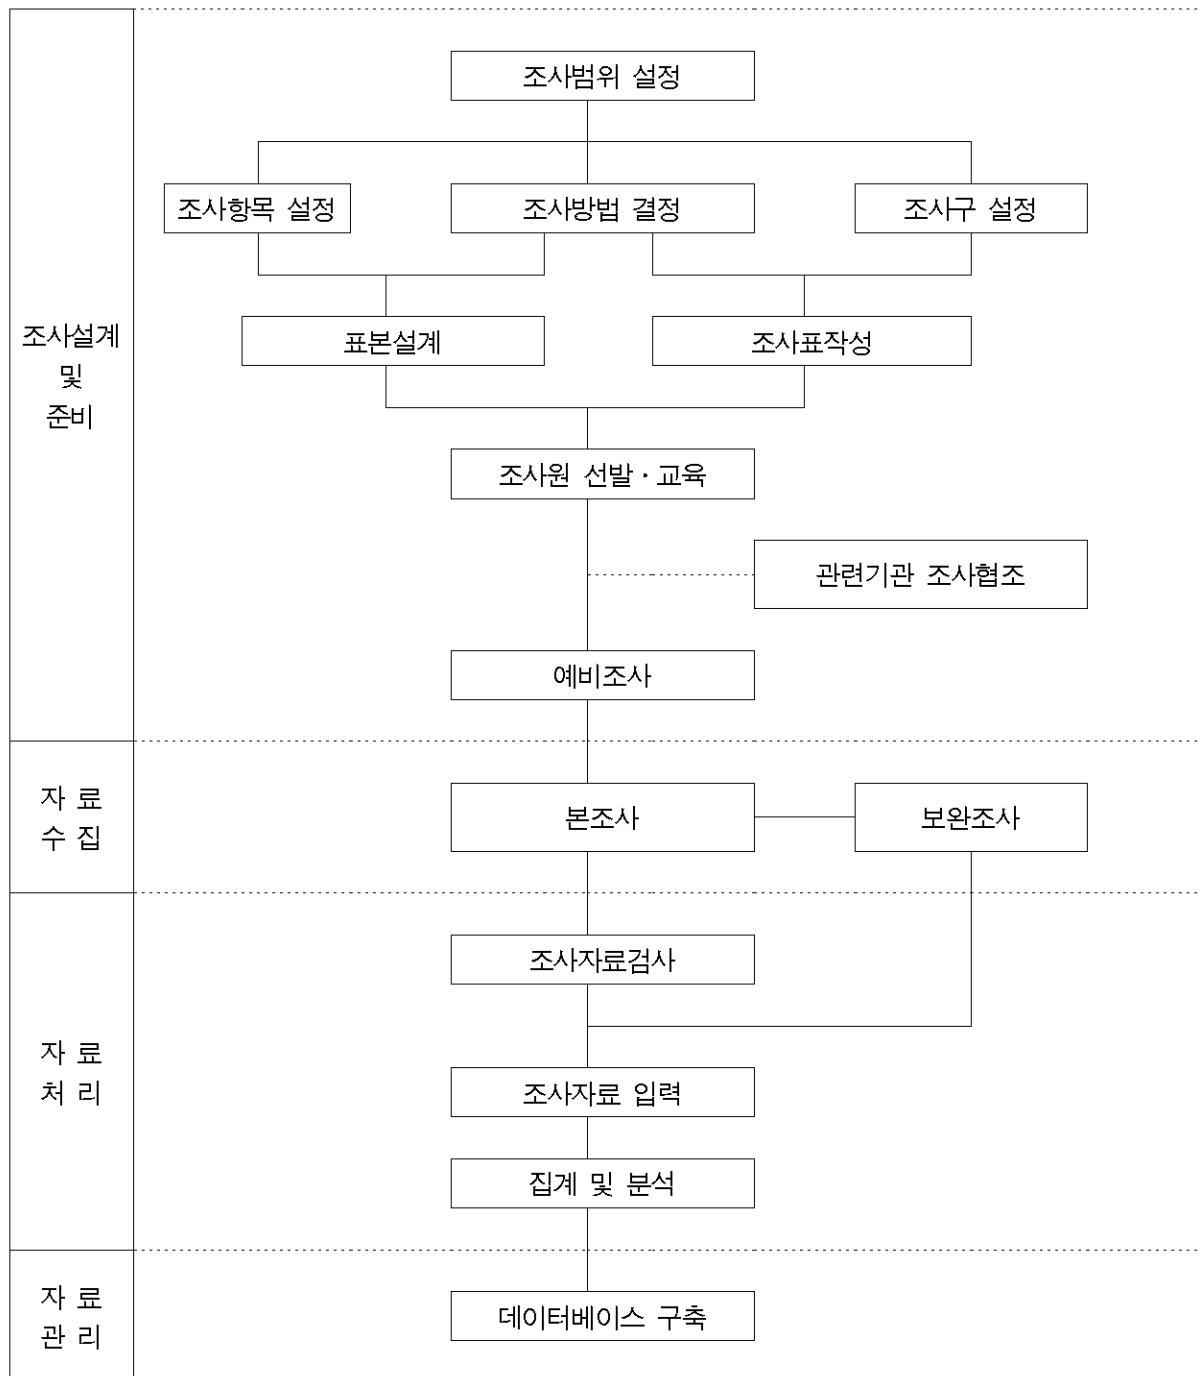 조사범위 설정
조사항목 설정
조사방법 결정
조사구 설정
조사설계
및
준비
표본설계
조사표작성
조사원 선발·교육
관련기관 조사협조
예비조사
자 료
수 집
본조사
보완조사
자 료
처 리
조사자료검사
조사자료 입력
집계 및 분석
자 료
관 리
데이터베이스 구축